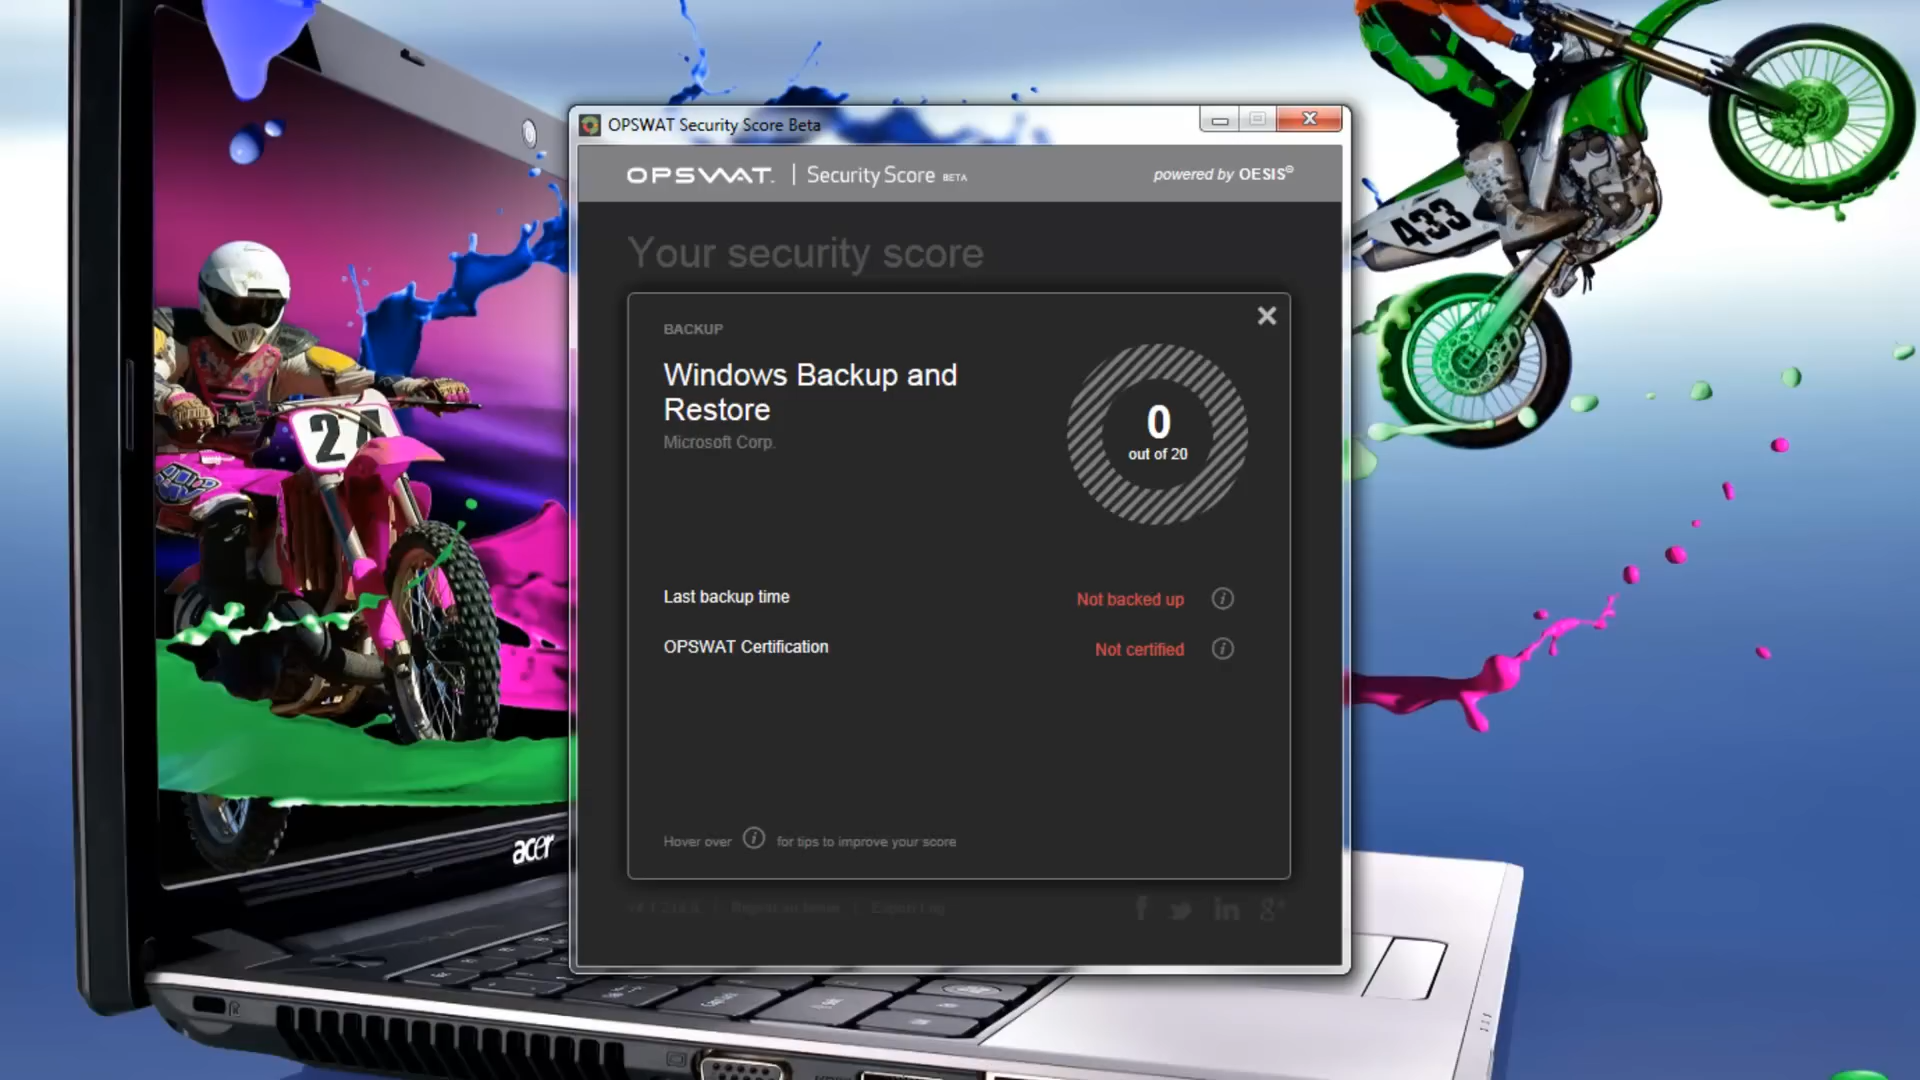 OPSWAT Security Score Beta
OPSWAT. | Security Score BETA
powered by OESIS®
Your security score
BACKUP
Windows Backup and
Restore
Microsoft Corp.
0
out of 20
Last backup time
Not backed up
OPSWAT Certification
Not certified
Hover over i for tips to improve your score
433
27
acer